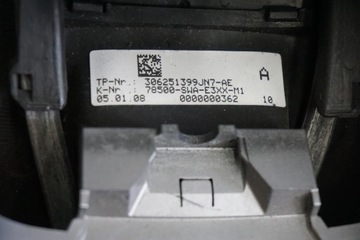 TP-Nr.: 306251399JN7-AE
K-Nr.: 78500-SWA-E3XX-M1
05.01.08 0000000362 10
A